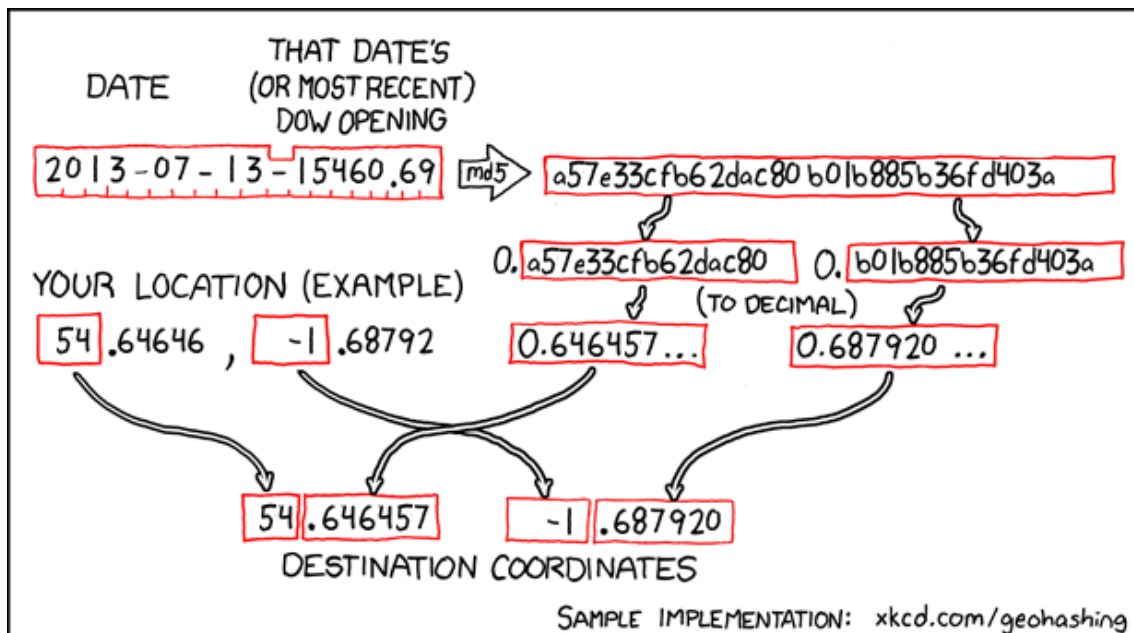 DATE
THAT DATE'S
(OR MOST RECENT)
DOW OPENING
2013-07-13-15460.69
md5
a57e33cfb62dac80b01b885b36fd403a
0.a57e33cfb62dac80
0. b01b885b36fd403a
YOUR LOCATION (EXAMPLE)
(TO DECIMAL)
54.64646, -1.68792
0.646457...
0.687920 ...
54.646457
-1.687920
DESTINATION COORDINATES
SAMPLE IMPLEMENTATION: xkcd.com/geohashing